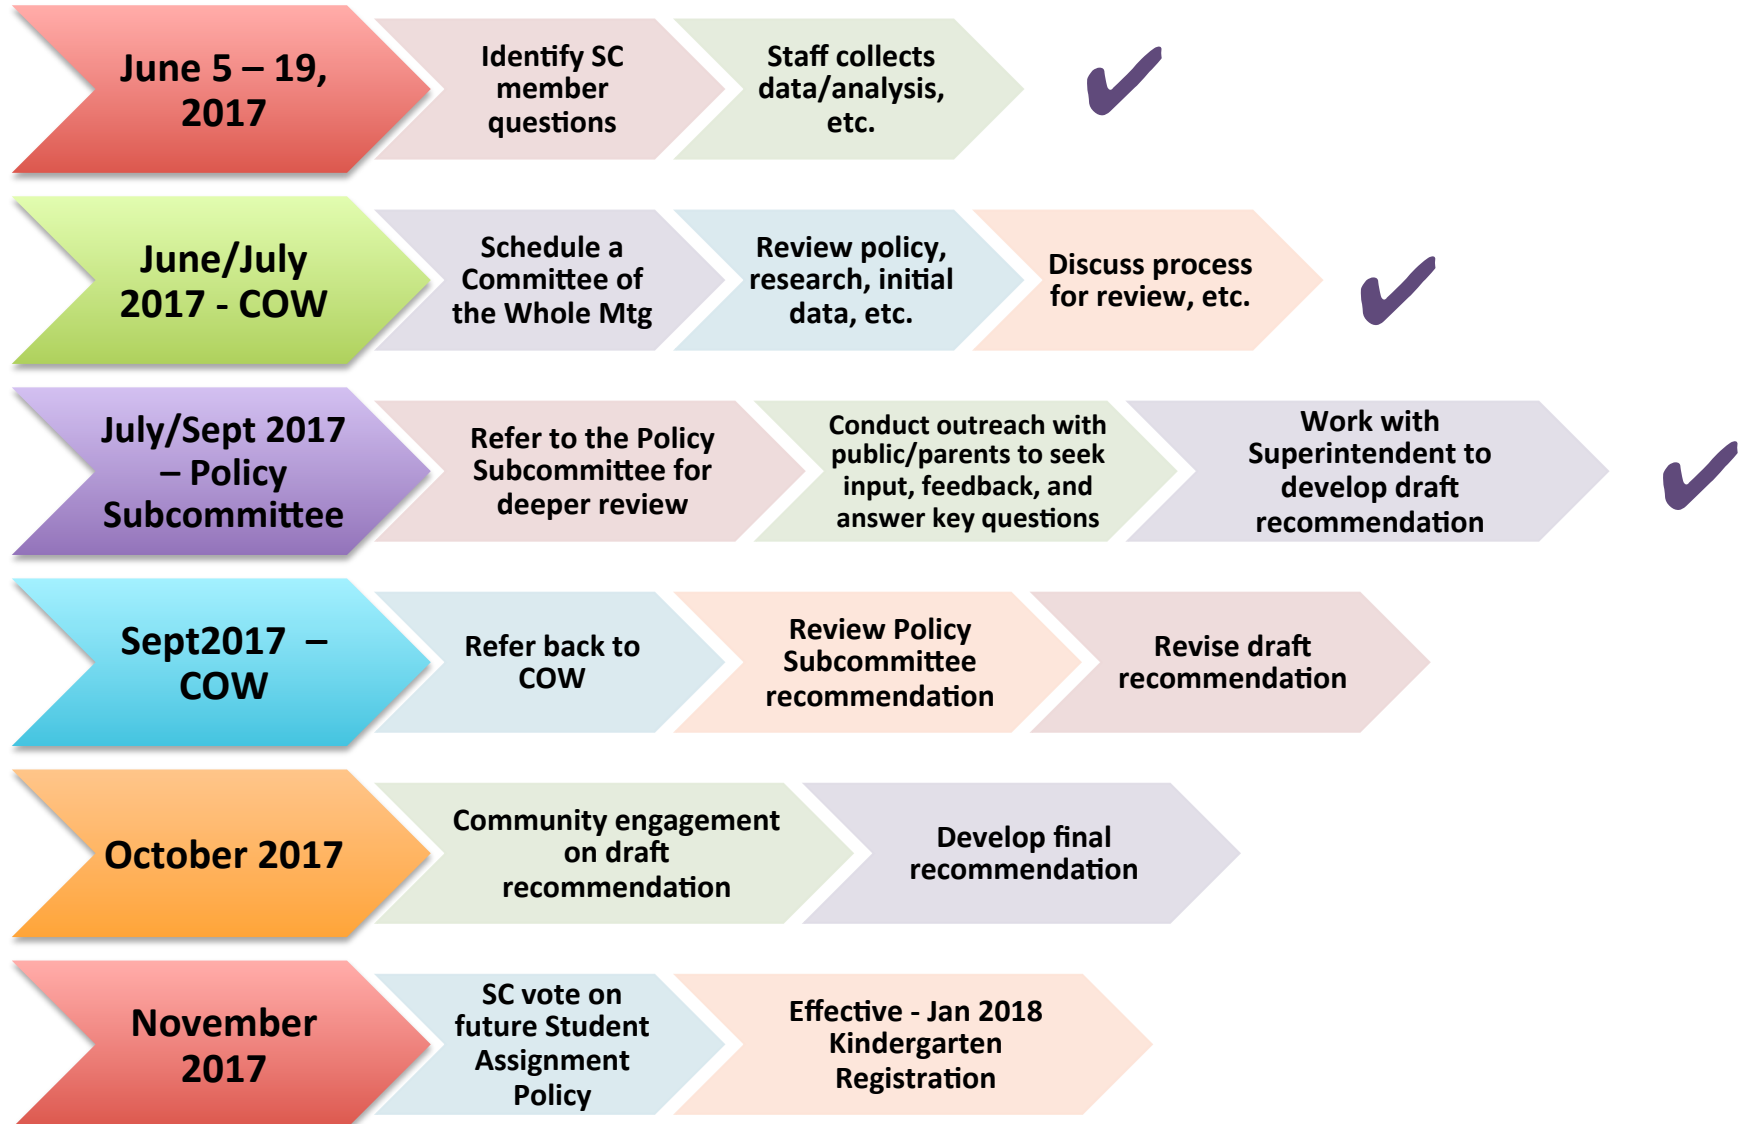 June 5 – 19,
2017
Identify SC
member
questions
Staff collects
data/analysis,
etc.
June/July
2017 - COW
Schedule a
Committee of
the Whole Mtg
Review policy,
research, initial
data, etc.
Discuss process
for review, etc.
July/Sept 2017
– Policy
Subcommittee
Refer to the Policy
Subcommittee for
deeper review
Conduct outreach with
public/parents to seek
input, feedback, and
answer key questions
Work with
Superintendent to
develop draft
recommendation
Sept2017 –
COW
Refer back to
COW
Review Policy
Subcommittee
recommendation
Revise draft
recommendation
October 2017
Community engagement
on draft
recommendation
Develop final
recommendation
November
2017
SC vote on
future Student
Assignment
Policy
Effective - Jan 2018
Kindergarten
Registration